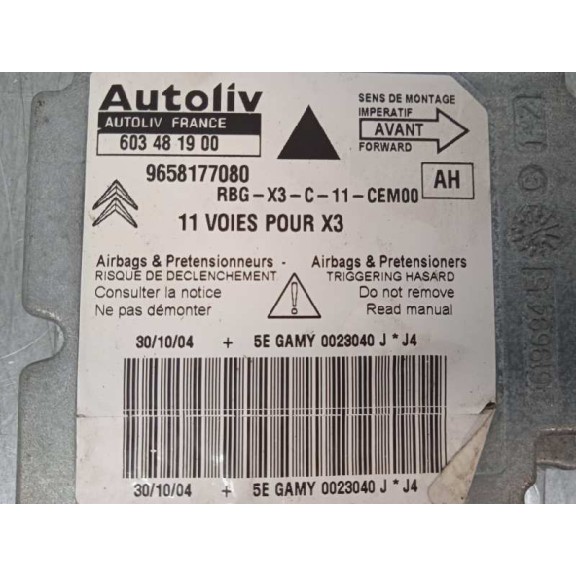 Autoliv
AUTOLIV FRANCE
603 48 19 00
SENS DE MONTAGE
IMPERATIF
AVANT
FORWARD
9658177080
AH
RBG-X3-C-11-CEM00
11 VOIES POUR X3
Airbags & Pretensionneurs -
RISQUE DE DECLENCHEMENT
Consulter la notice
Ne pas démonter
Airbags & Pretensioners
TRIGGERING HASARD
Do not remove
Read manual
30/10/04 + 5E GAMY 0023040 J * J4
30/10/04 + 5E GAMY 0023040 J * J4